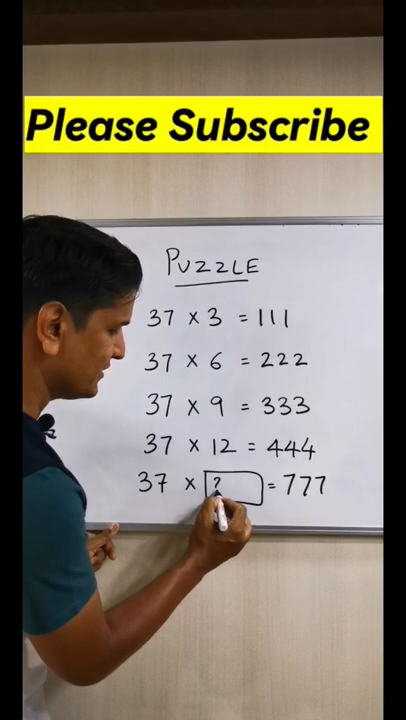 Please Subscribe
PUZZLE
37 × 3 = 111
37 × 6 = 222
37 × 9 = 333
37 × 12 = 444
37 × ? = 777